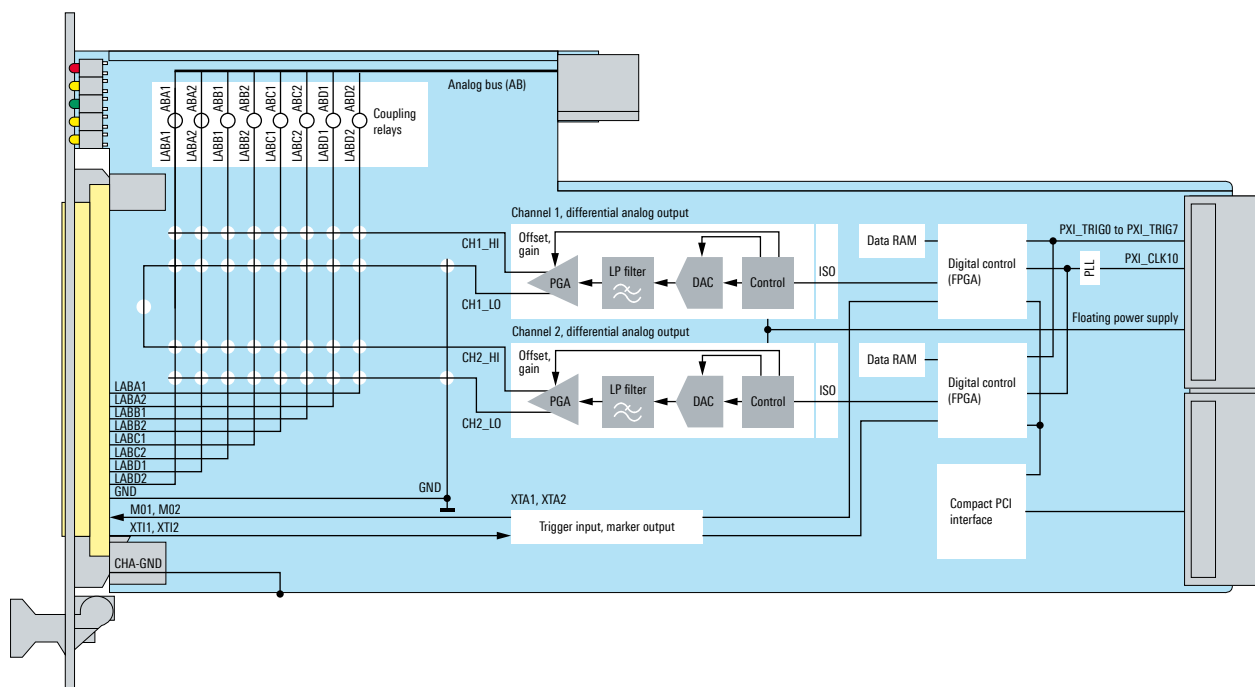 Analog bus (AB)
ABA1
ABA2
ABB1
ABB2
ABC1
ABC2
ABD1
ABD2
Coupling
relays
LABA1
LABA2
LABB1
LABB2
LABC1
LABC2
LABD1
LABD2
Channel 1, differential analog output
CH1_HI
CH1_LO
Offset,
gain
PGA
LP filter
DAC
Control
ISO
Data RAM
Digital control
(FPGA)
PXI_TRIG0 to PXI_TRIG7
PLL
PXI_CLK10
Floating power supply
Channel 2, differential analog output
CH2_HI
CH2_LO
Offset,
gain
PGA
LP filter
DAC
Control
ISO
Data RAM
Digital control
(FPGA)
LABA1
LABA2
LABB1
LABB2
LABC1
LABC2
LABD1
LABD2
GND
GND
M01, M02
XTI1, XTI2
XTA1, XTA2
Trigger input, marker output
Compact PCI
interface
CHA-GND